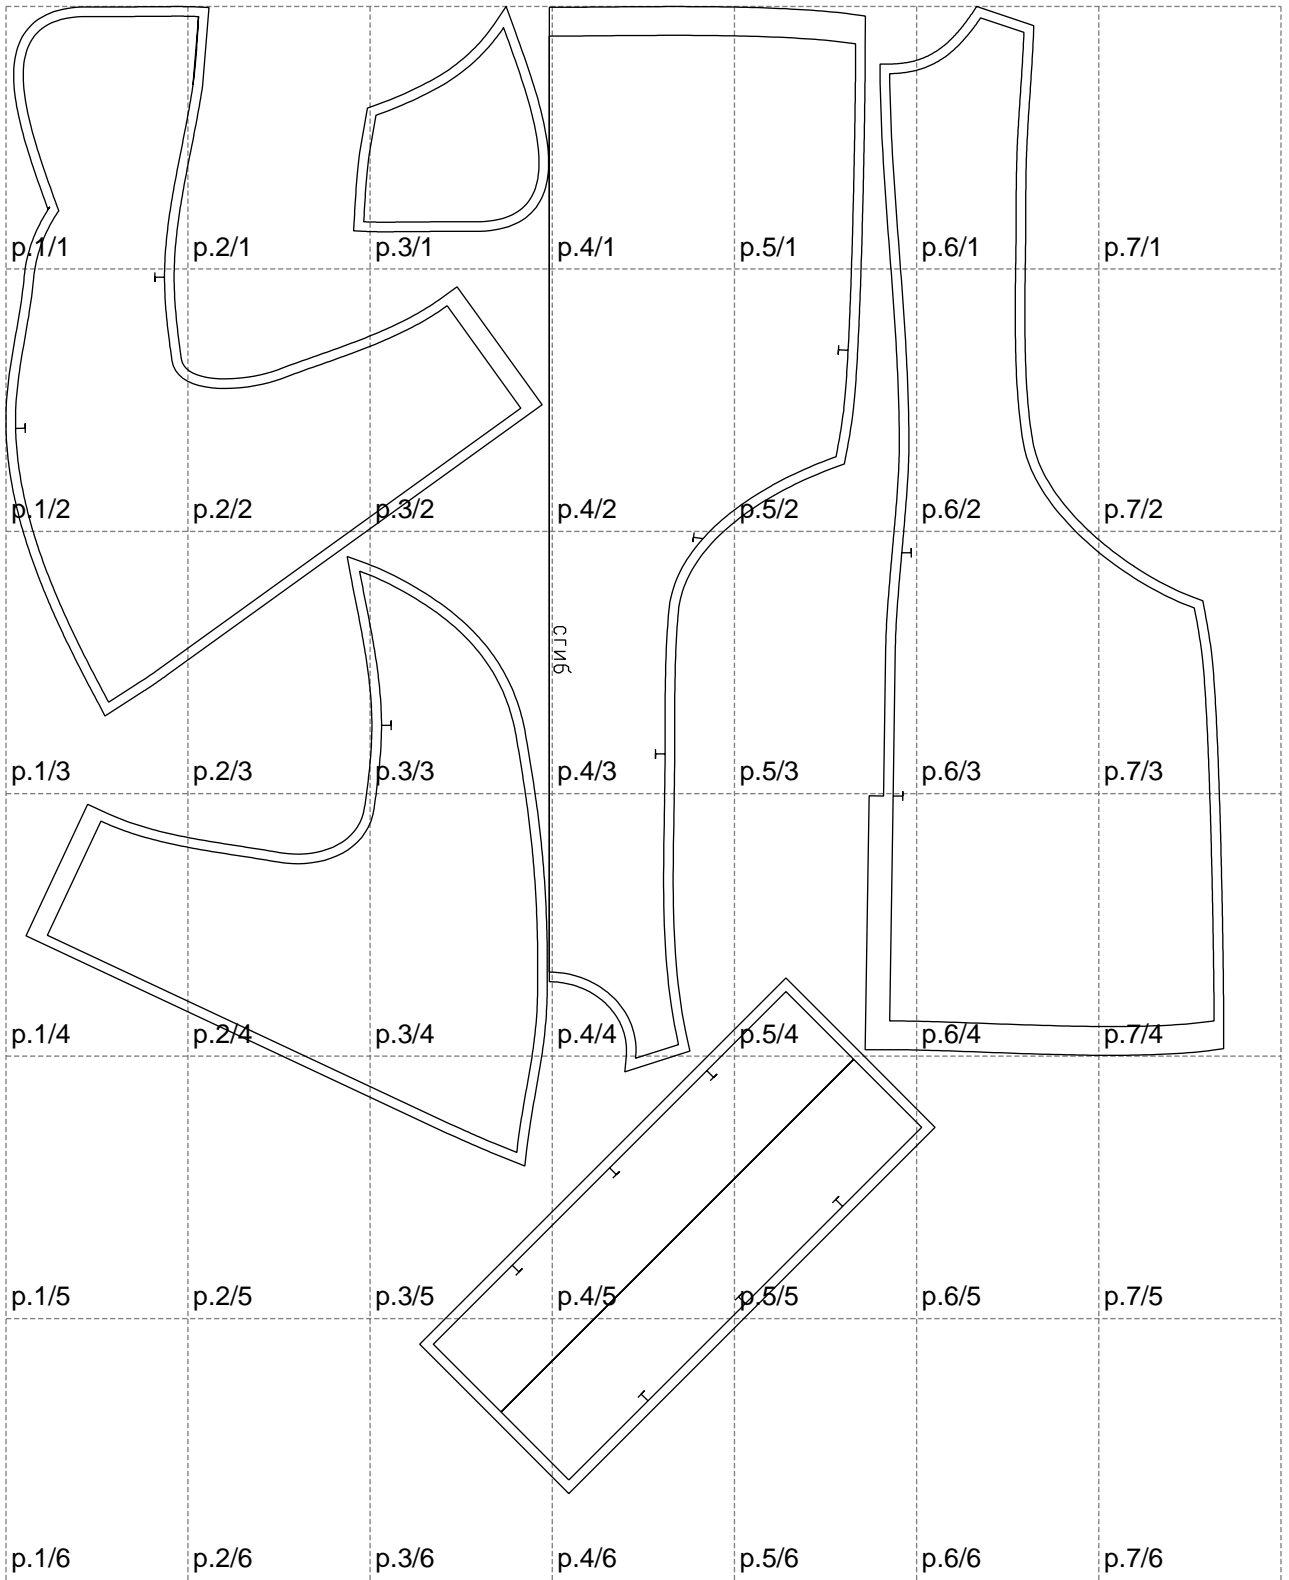 p.1/1 p.2/1 p.3/1 p.4/1 p.5/1 p.6/1 p.7/1
p.1/2 p.2/2 p.3/2 p.4/2 p.5/2 p.6/2 p.7/2
сгиб
p.1/3 p.2/3 p.3/3 p.4/3 p.5/3 p.6/3 p.7/3
p.1/4 p.2/4 p.3/4 p.4/4 p.5/4 p.6/4 p.7/4
p.1/5 p.2/5 p.3/5 p.4/5 p.5/5 p.6/5 p.7/5
p.1/6 p.2/6 p.3/6 p.4/6 p.5/6 p.6/6 p.7/6